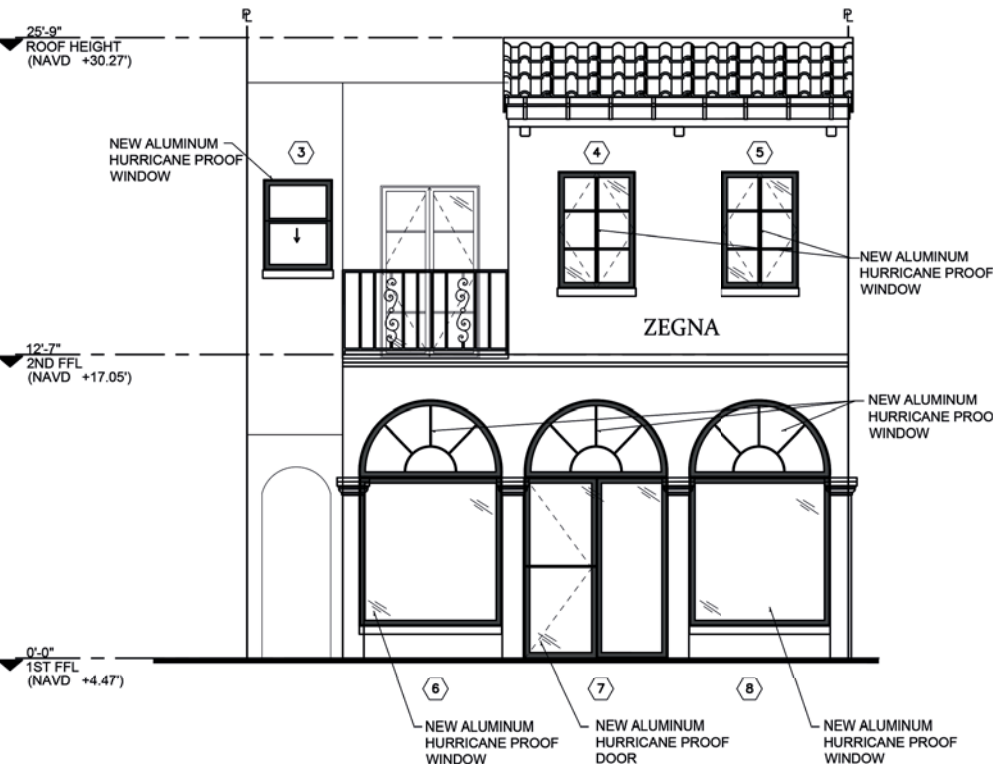 ℄
℄
25'-9"
ROOF HEIGHT
(NAVD +30.27')
NEW ALUMINUM
HURRICANE PROOF
WINDOW
3
4
5
NEW ALUMINUM
HURRICANE PROOF
WINDOW
ZEGNA
12'-7"
2ND FFL
(NAVD +17.05')
NEW ALUMINUM
HURRICANE PROO
WINDOW
0'-0"
1ST FFL
(NAVD +4.47')
6
7
8
NEW ALUMINUM
HURRICANE PROOF
WINDOW
NEW ALUMINUM
HURRICANE PROOF
DOOR
NEW ALUMINUM
HURRICANE PROOF
WINDOW